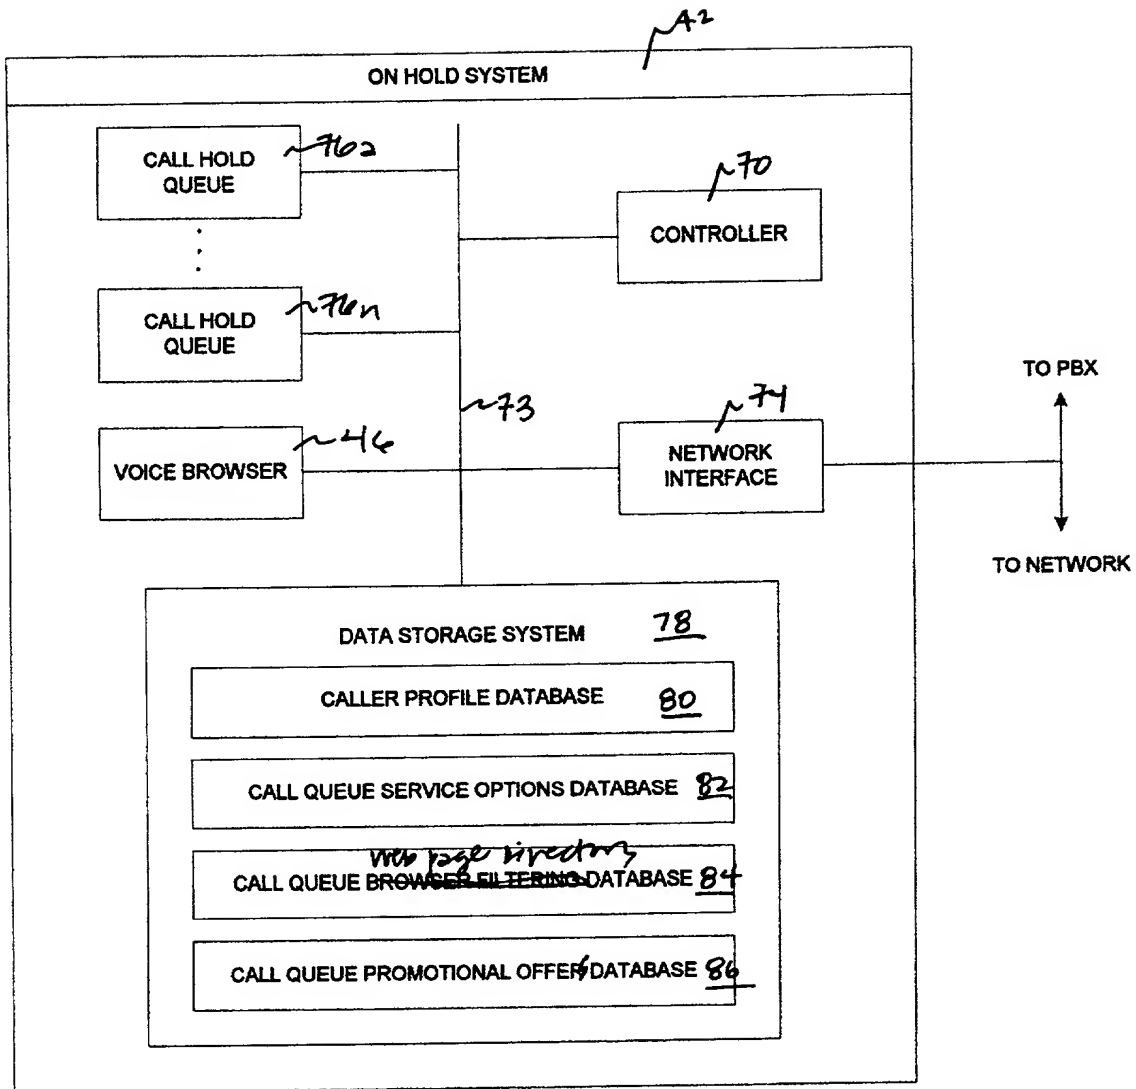 42
ON HOLD SYSTEM
CALL HOLD
QUEUE
76a
70
CONTROLLER
CALL HOLD
QUEUE
76n
TO PBX
73
74
VOICE BROWSER
46
NETWORK
INTERFACE
TO NETWORK
DATA STORAGE SYSTEM 78
CALLER PROFILE DATABASE 80
CALL QUEUE SERVICE OPTIONS DATABASE 82
web page directory
CALL QUEUE BROWSER FILTERING DATABASE 84
CALL QUEUE PROMOTIONAL OFFER DATABASE 86